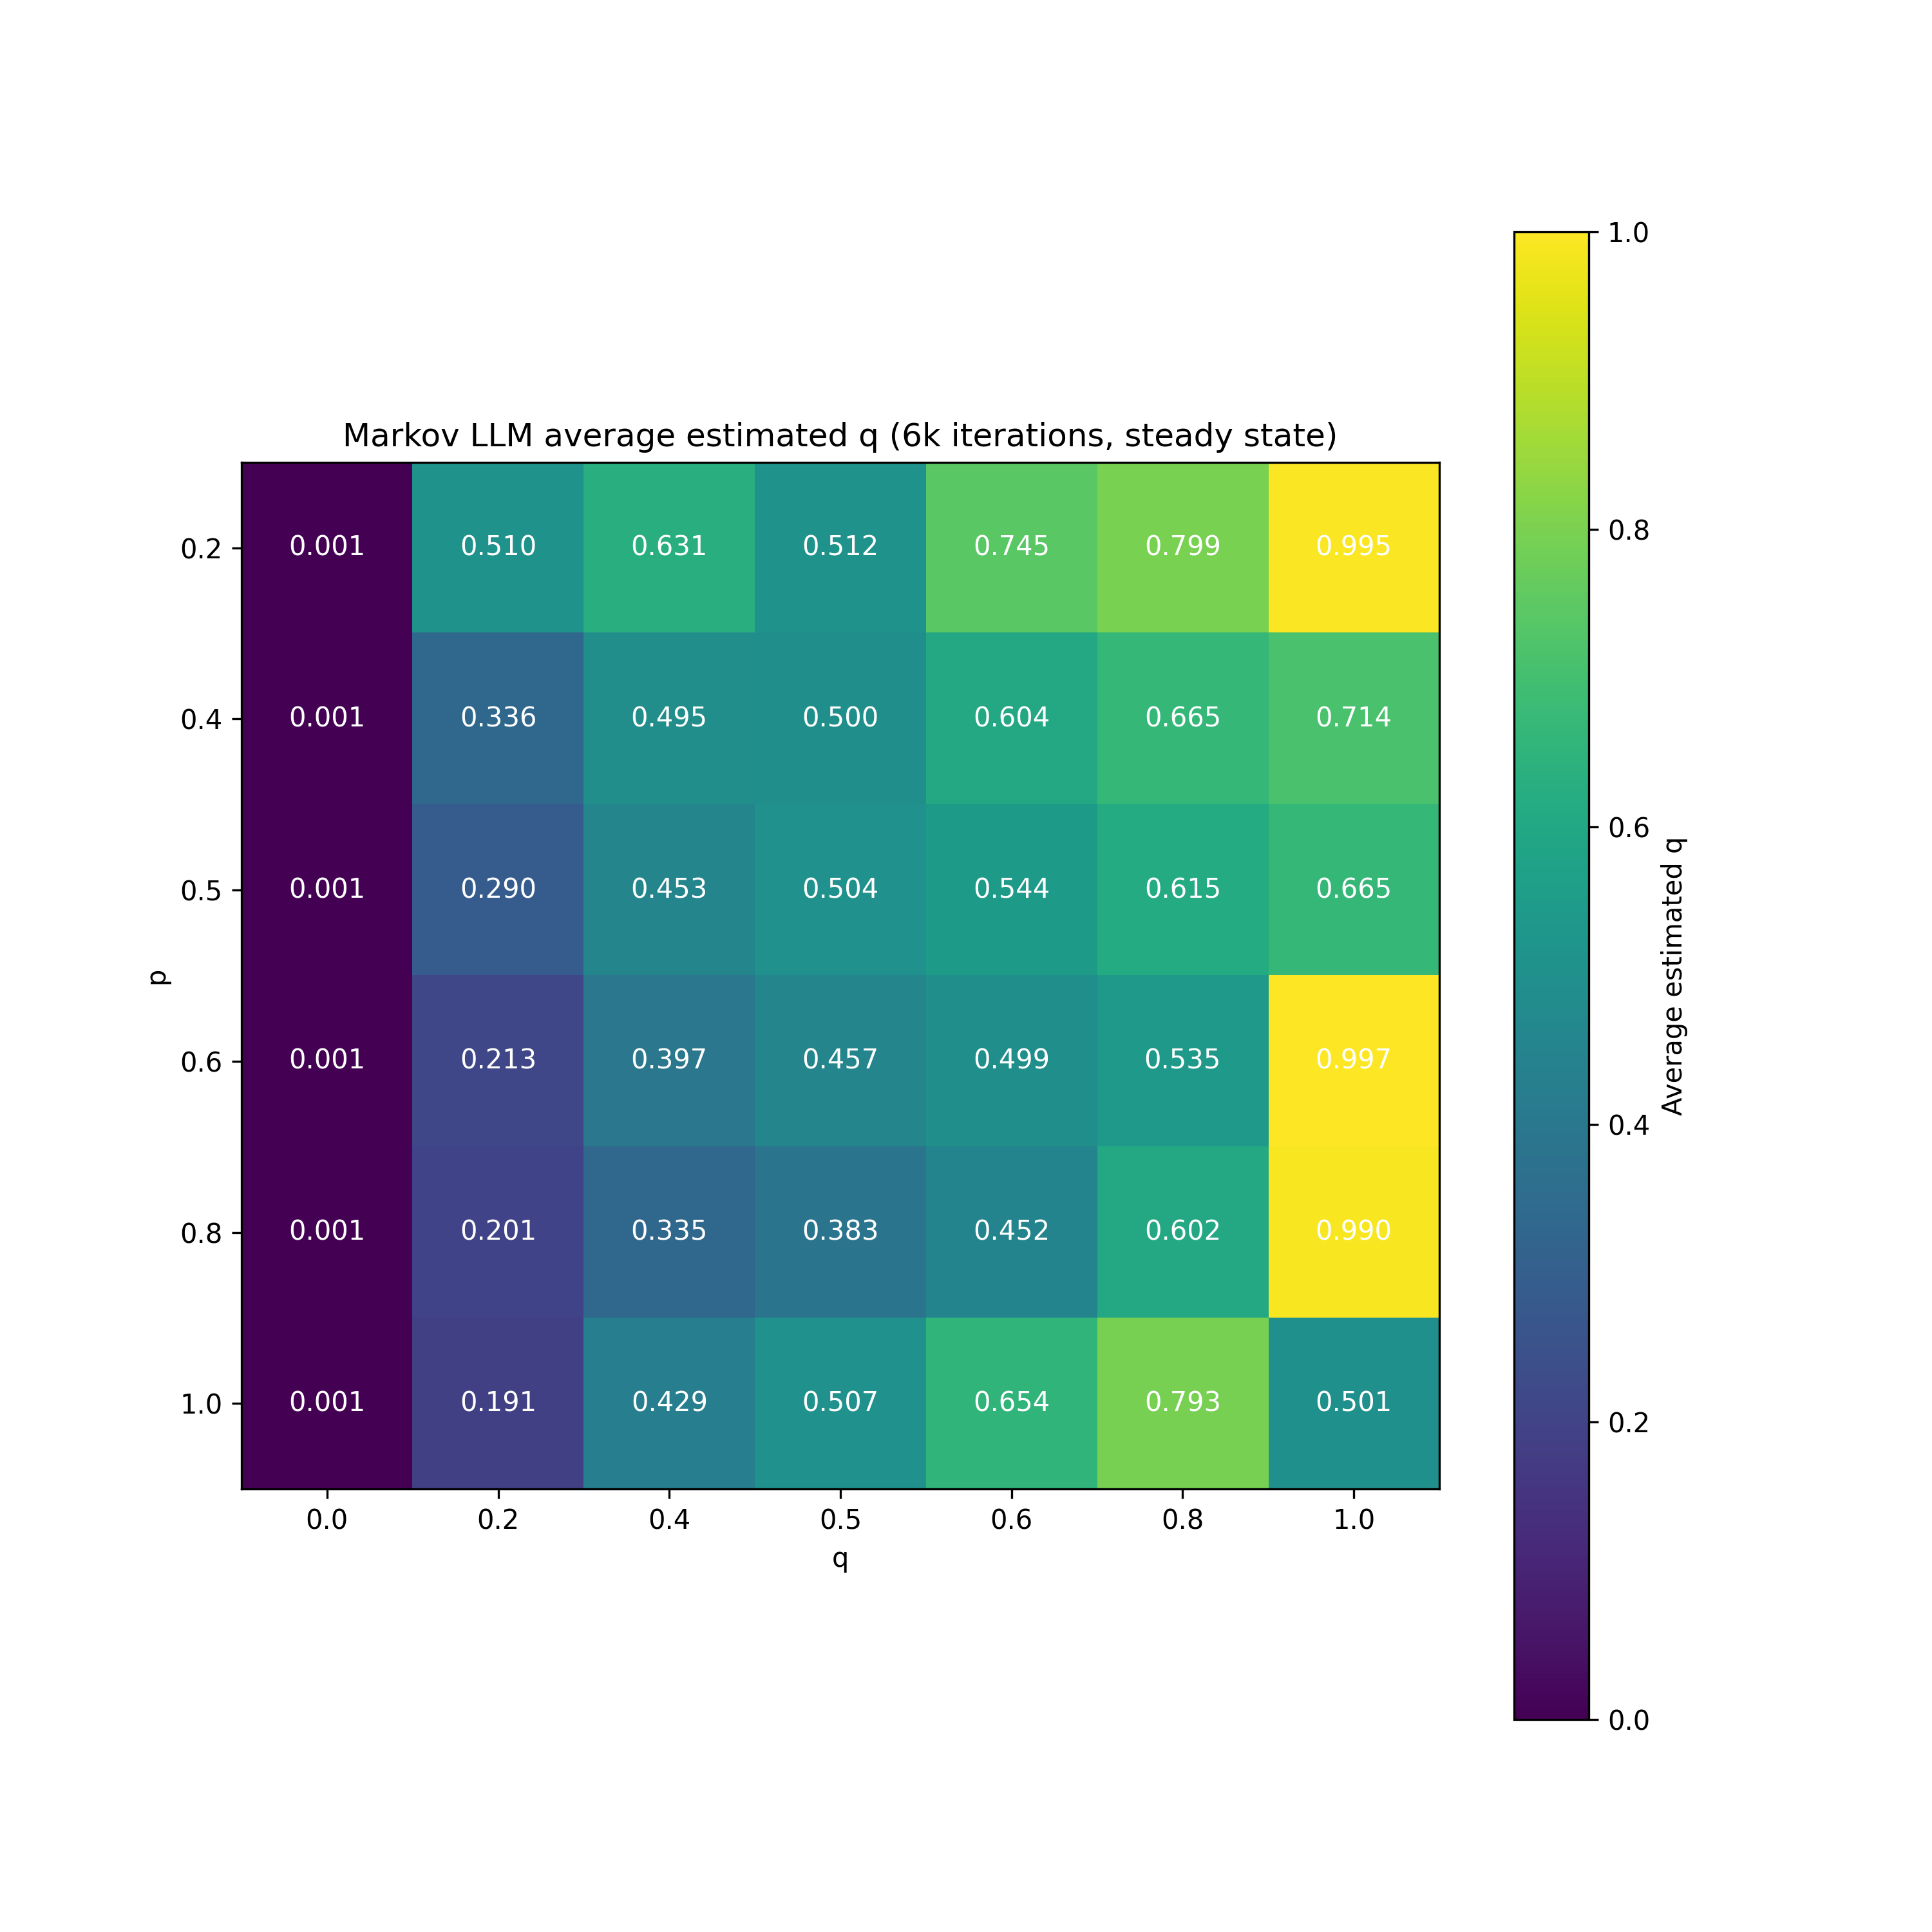 Markov LLM average estimated q (6k iterations, steady state)
p
0.2 0.001 0.510 0.631 0.512 0.745 0.799 0.995
0.4 0.001 0.336 0.495 0.500 0.604 0.665 0.714
0.5 0.001 0.290 0.453 0.504 0.544 0.615 0.665
0.6 0.001 0.213 0.397 0.457 0.499 0.535 0.997
0.8 0.001 0.201 0.335 0.383 0.452 0.602 0.990
1.0 0.001 0.191 0.429 0.507 0.654 0.793 0.501
0.0 0.2 0.4 0.5 0.6 0.8 1.0
q
1.0
0.8
0.6
0.4
0.2
0.0
Average estimated q